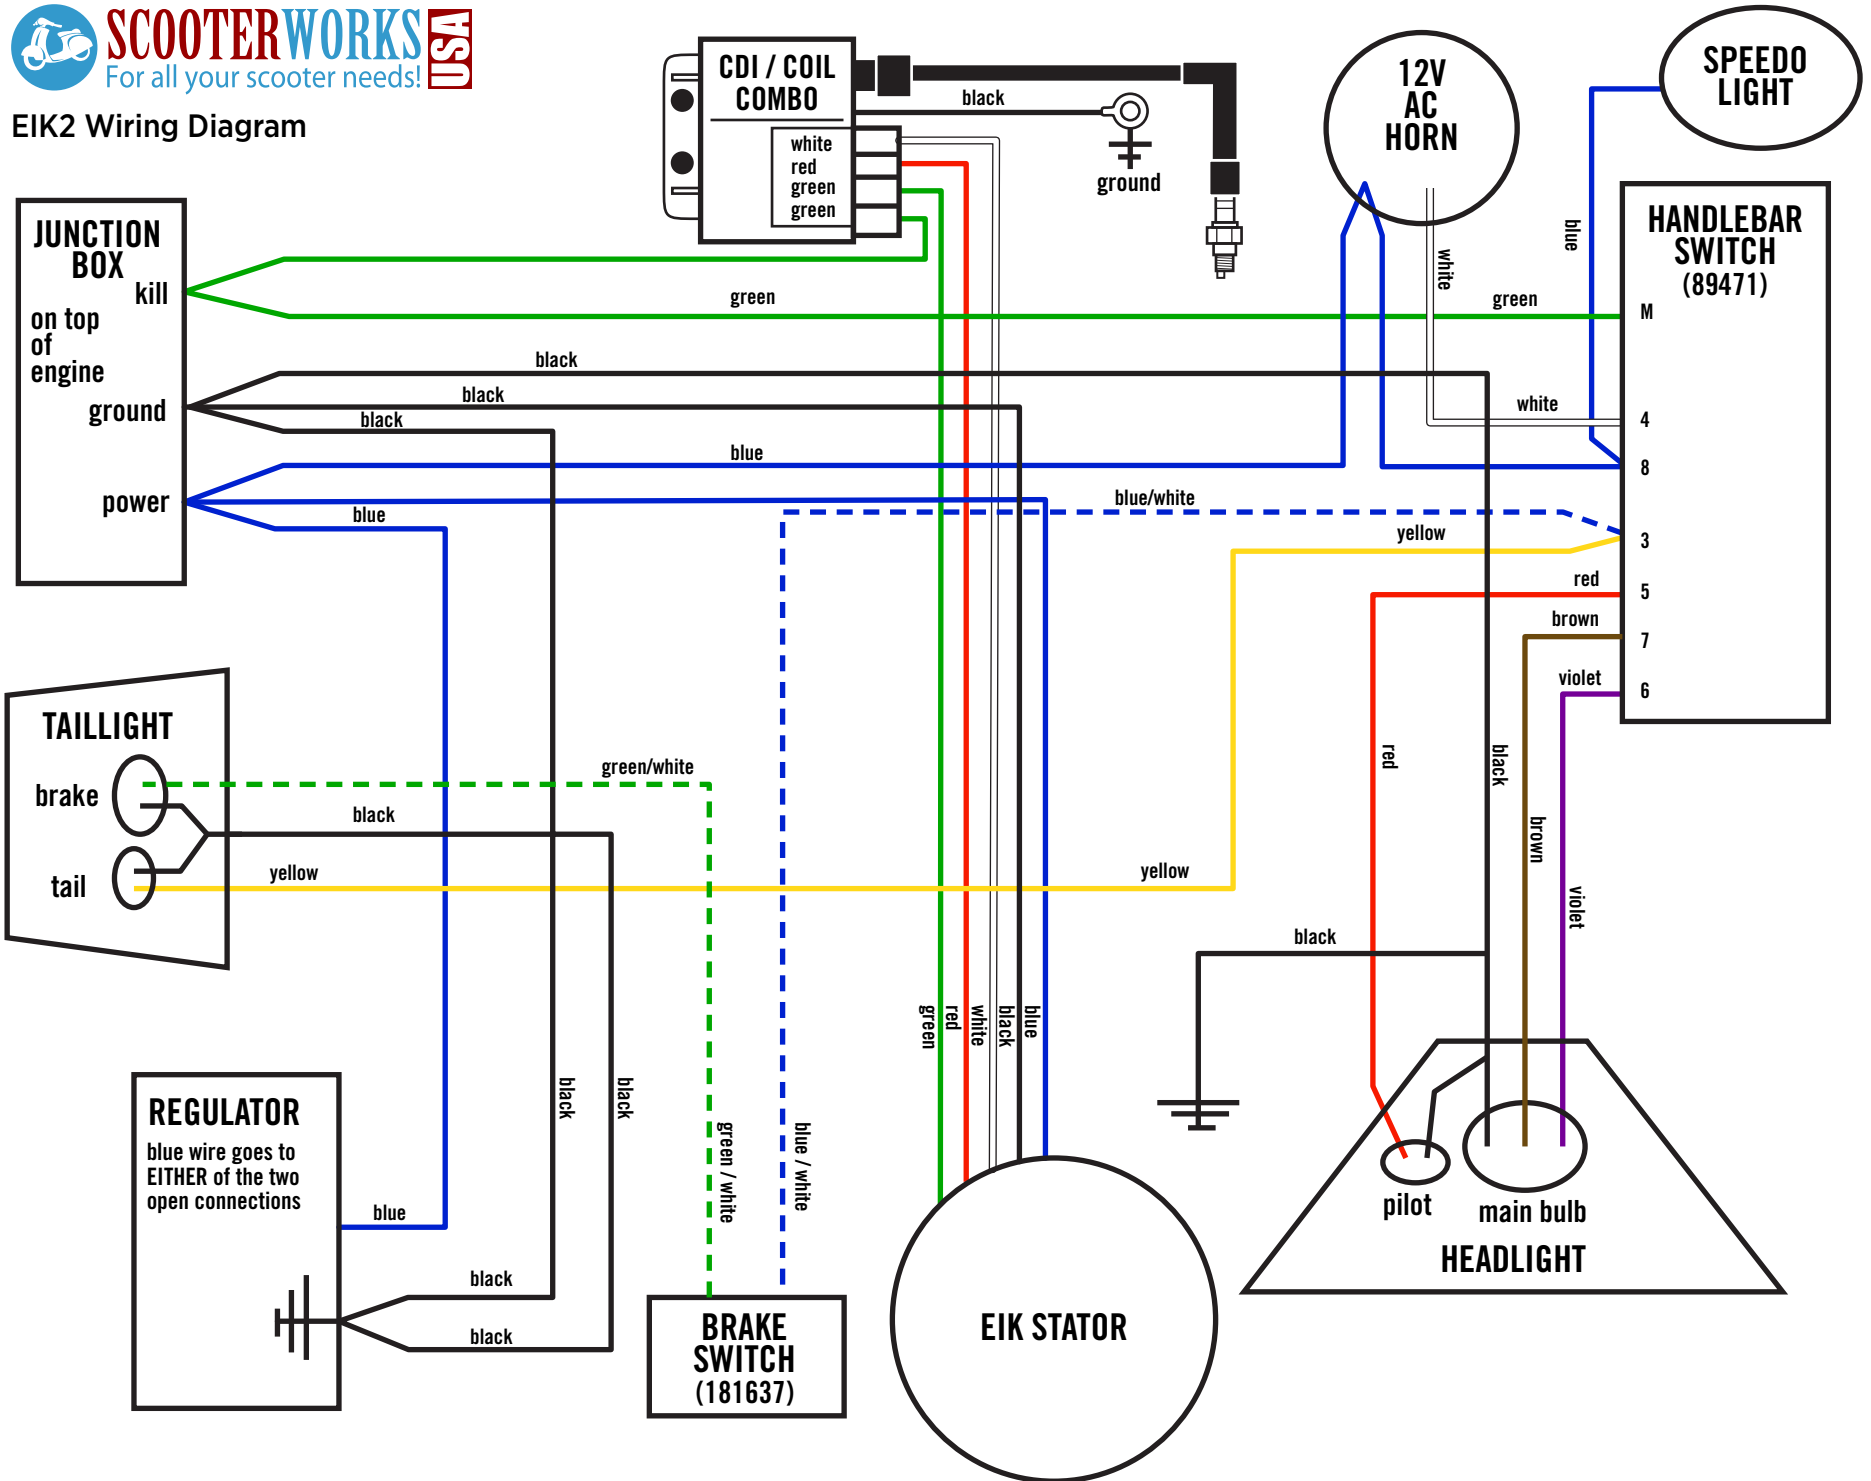 SCOOTERWORKS USA
For all your scooter needs!
EIK2 Wiring Diagram
CDI / COIL
COMBO
white
red
green
green
black
ground
12V
AC
HORN
SPEEDO
LIGHT
blue
white
HANDLEBAR
SWITCH
(89471)
M
4
8
3
5
7
6
JUNCTION
BOX
kill
on top
of
engine
ground
power
green
green
black
black
black
white
blue
blue
blue/white
yellow
red
brown
violet
TAILLIGHT
brake
tail
green/white
black
yellow
yellow
red
black
brown
violet
black
green
red
white
black
blue
black
black
green / white
blue / white
REGULATOR
blue wire goes to
EITHER of the two
open connections
blue
black
black
BRAKE
SWITCH
(181637)
EIK STATOR
pilot
main bulb
HEADLIGHT